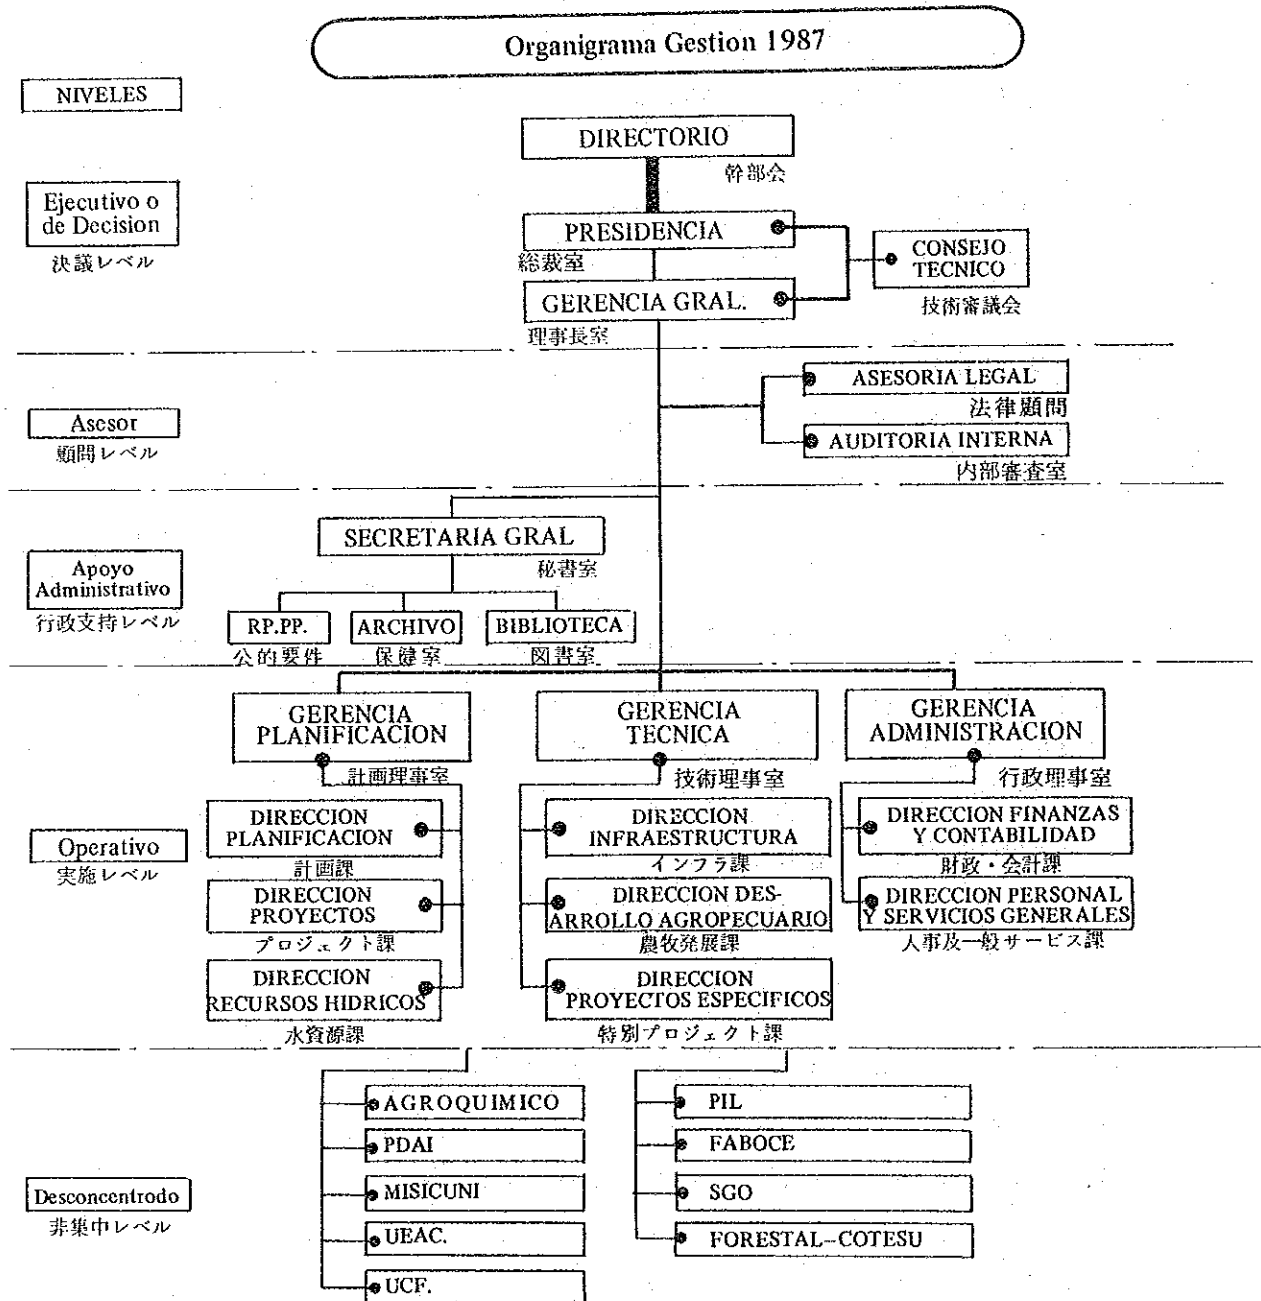 Organigrama Gestion 1987
NIVELES
DIRECTORIO
幹部会
Ejecutivo o
de Decision
決議レベル
PRESIDENCIA
総裁室
CONSEJO
TECNICO
技術審議会
GERENCIA GRAL.
理事長室
ASESORIA LEGAL
法律顧問
Asesor
顧問レベル
AUDITORIA INTERNA
内部審査室
SECRETARIA GRAL
秘書室
Apoyo
Administrativo
行政支持レベル
RP.PP.
公的要件
ARCHIVO
保健室
BIBLIOTECA
図書室
GERENCIA
PLANIFICACION
計画理事室
GERENCIA
TECNICA
技術理事室
GERENCIA
ADMINISTRACION
行政理事室
Operativo
実施レベル
DIRECCION
PLANIFICACION
計画課
DIRECCION
INFRAESTRUCTURA
インフラ課
DIRECCION FINANZAS
Y CONTABILIDAD
財政・会計課
DIRECCION
PROYECTOS
プロジェクト課
DIRECCION DES-
ARROLLO AGROPECUARIO
農牧発展課
DIRECCION PERSONAL
Y SERVICIOS GENERALES
人事及一般サービス課
DIRECCION
RECURSOS HIDRICOS
水資源課
DIRECCION
PROYECTOS ESPECIFICOS
特別プロジェクト課
Desconcentrodo
非集中レベル
AGROQUIMICO
PDAI
MISICUNI
UEAC.
UCF.
PIL
FABOCE
SGO
FORESTAL-COTESU